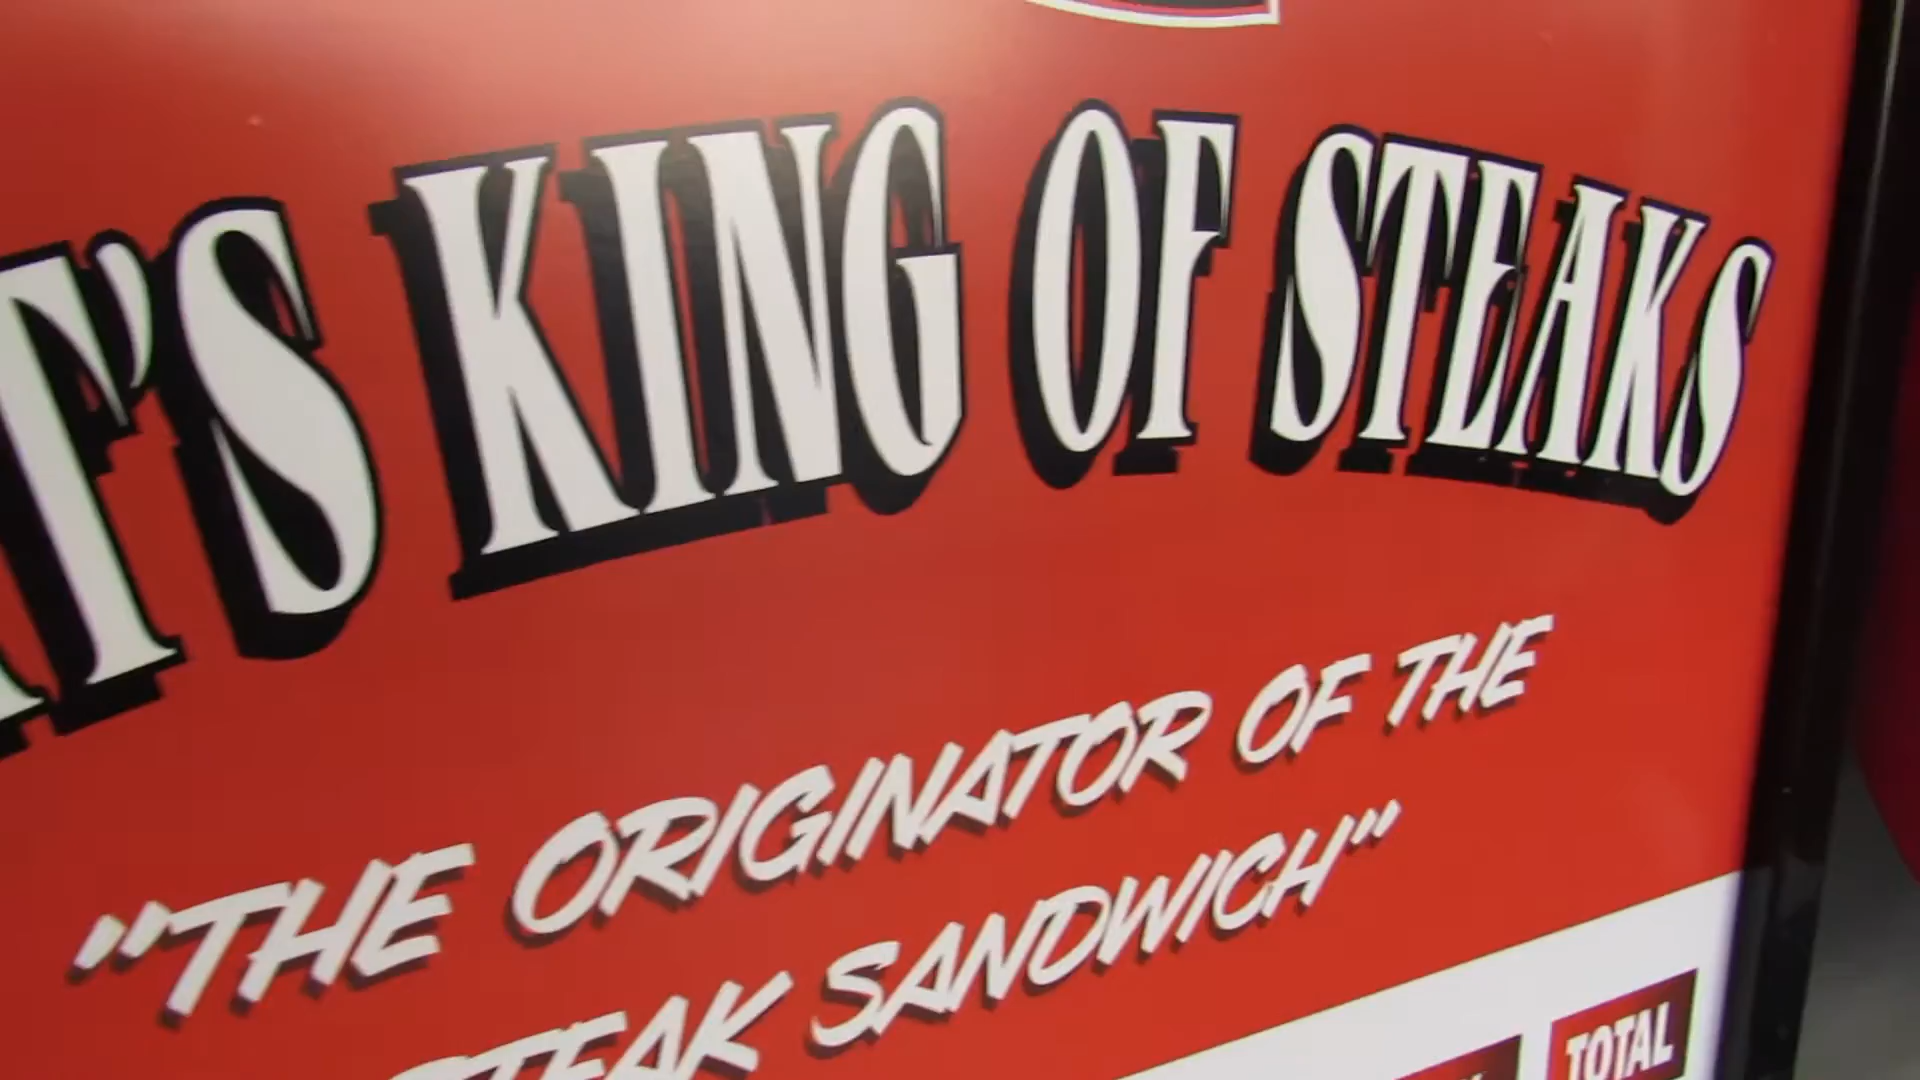 T'S KING OF STEAKS
"THE ORIGINATOR OF THE
STEAK SANDWICH"
TOTAL